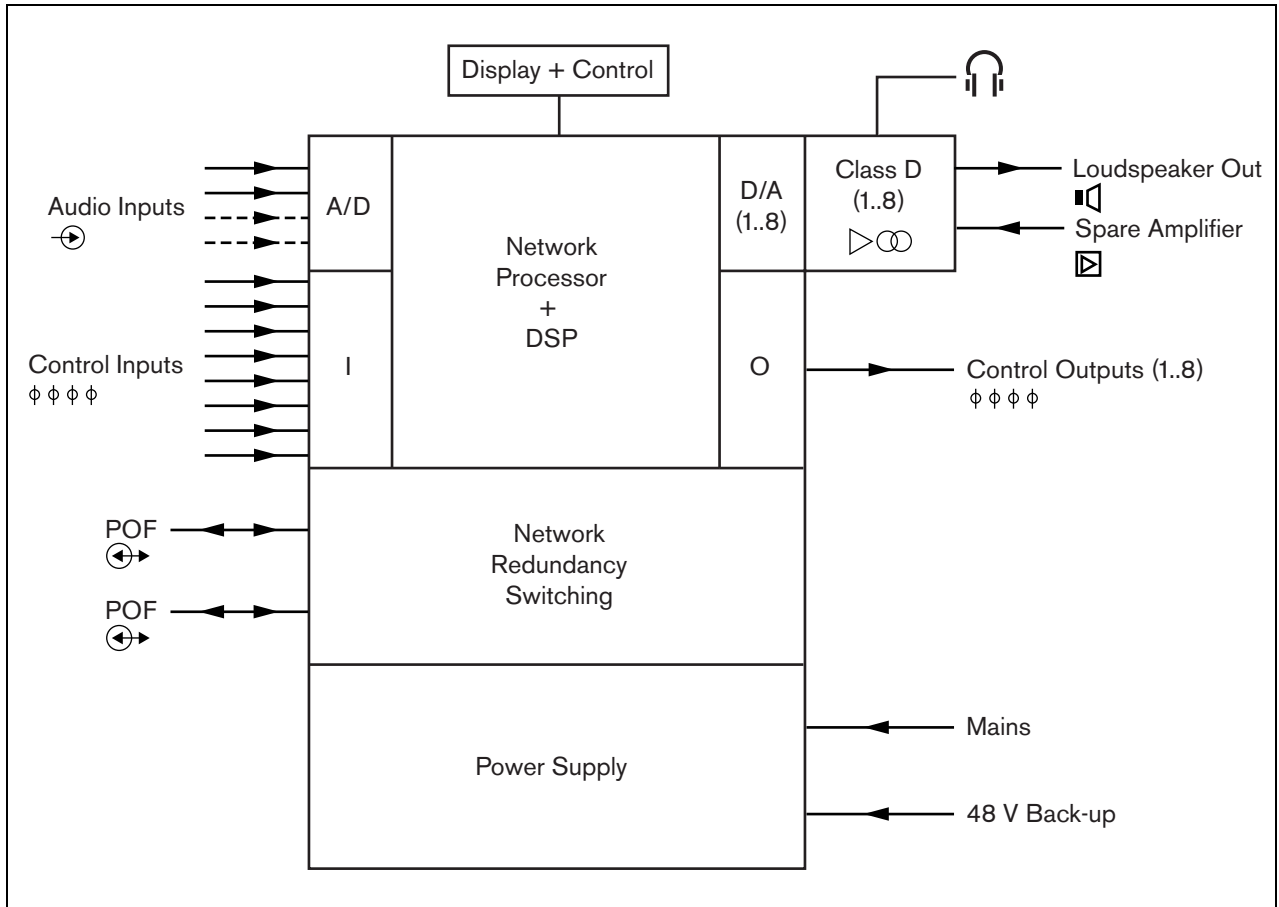 Display + Control
Audio Inputs
A/D
Network
Processor
+
DSP
D/A
(1..8)
Class D
(1..8)
Loudspeaker Out
Spare Amplifier
Control Inputs
ϕ ϕ ϕ ϕ
I
O
Control Outputs (1..8)
ϕ ϕ ϕ ϕ
POF
POF
Network
Redundancy
Switching
Power Supply
Mains
48 V Back-up